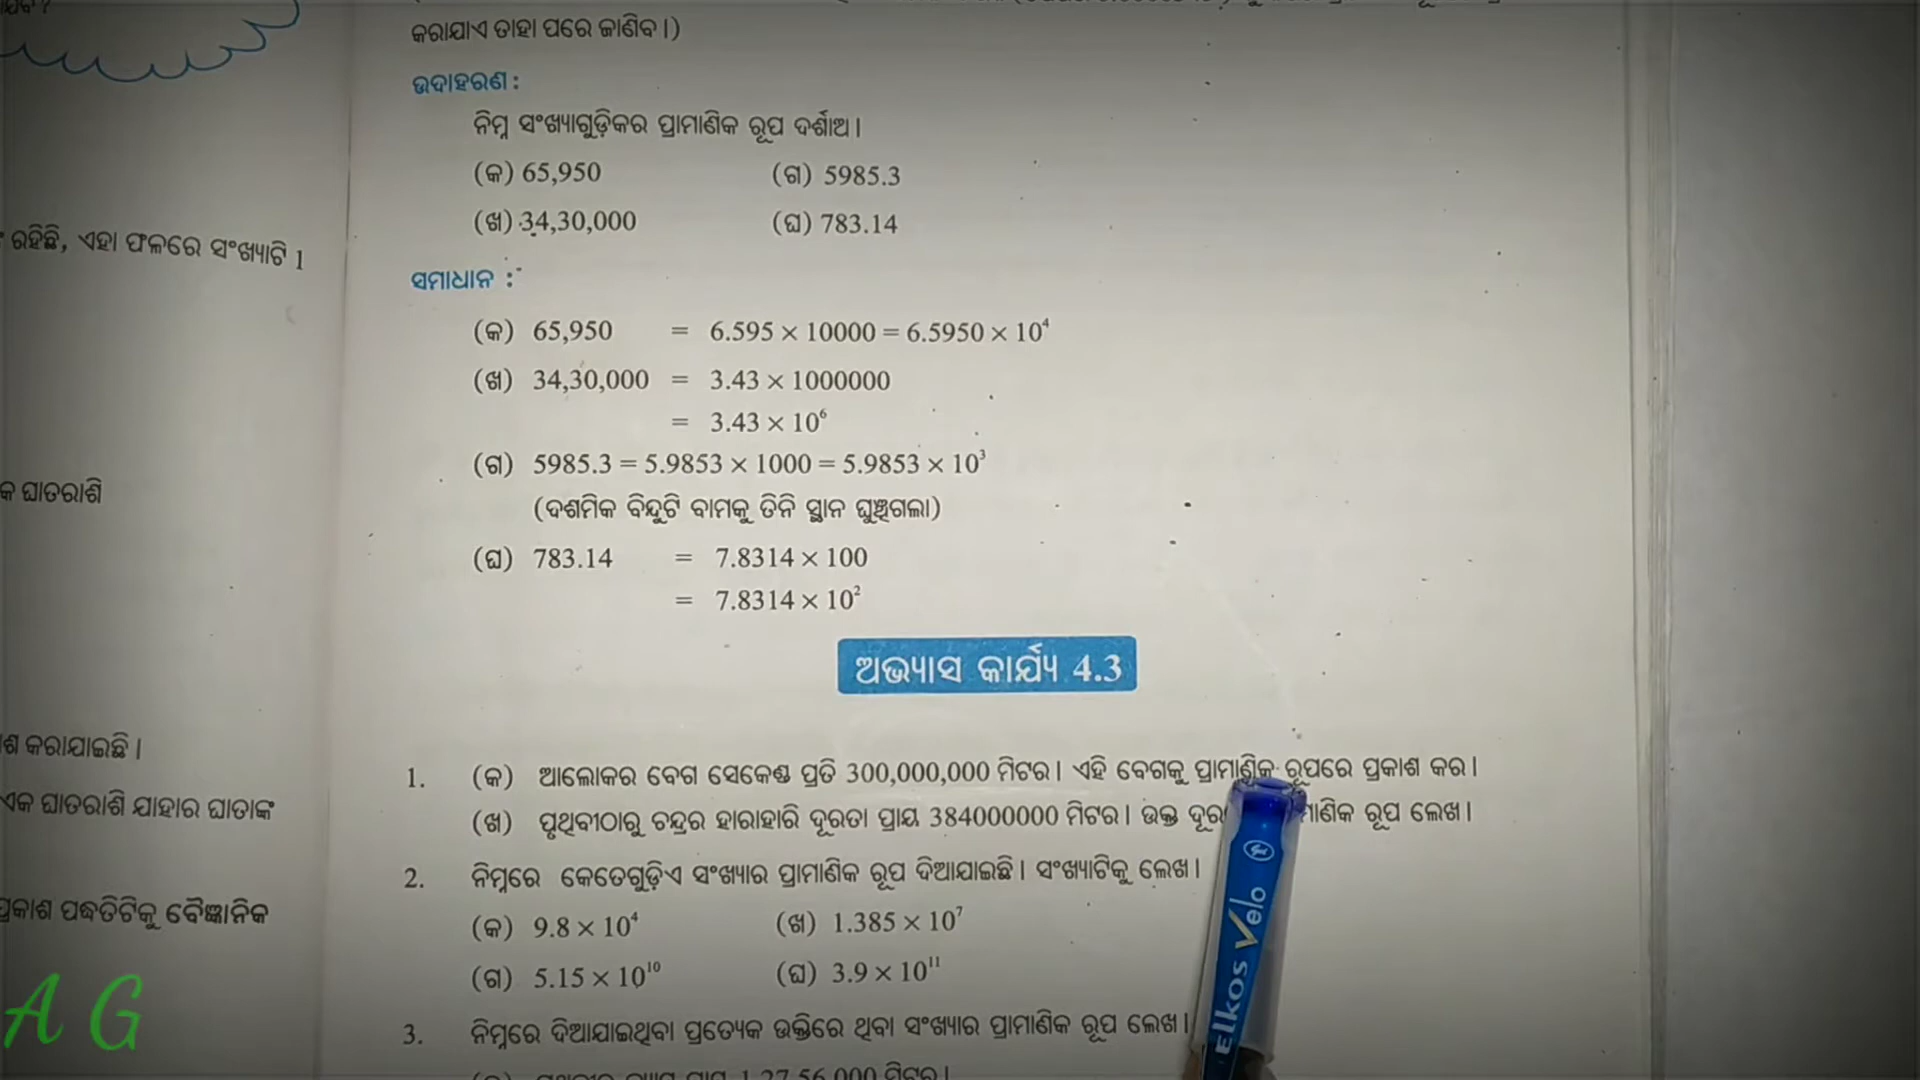 କରାଯାଏ ତାହା ପରେ ଜାଣିବ।)
ଉଦାହରଣ :
ନିମ୍ନ ସଂଖ୍ୟାଗୁଡ଼ିକର ପ୍ରାମାଣିକ ରୂପ ଦର୍ଶାଅ।
(କ) 65,950 (ଗ) 5985.3
(ଖ) 34,30,000 (ଘ) 783.14
ରହିଛି, ଏହା ଫଳରେ ସଂଖ୍ୟାଟି 1
ସମାଧାନ :
(କ) 65,950 = 6.595 × 10000 = 6.5950 × 10⁴
(ଖ) 34,30,000 = 3.43 × 1000000
= 3.43 × 10⁶
(ଗ) 5985.3 = 5.9853 × 1000 = 5.9853 × 10³
କ ଘାତରାଶି
(ଦଶମିକ ବିନ୍ଦୁଟି ବାମକୁ ତିନି ସ୍ଥାନ ଘୁଞ୍ଚିଗଲା)
(ଘ) 783.14 = 7.8314 × 100
= 7.8314 × 10²
ଅଭ୍ୟାସ କାର୍ଯ୍ୟ 4.3
ଶ କରାଯାଇଛି।
1. (କ) ଆଲୋକର ବେଗ ସେକେଣ୍ଡ ପ୍ରତି 300,000,000 ମିଟର। ଏହି ବେଗକୁ ପ୍ରାମାଣିକ ରୂପରେ ପ୍ରକାଶ କର।
ଏକ ଘାତରାଶି ଯାହାର ଘାତାଙ୍କ
(ଖ) ପୃଥିବୀଠାରୁ ଚନ୍ଦ୍ରର ହାରାହାରି ଦୂରତା ପ୍ରାୟ 384000000 ମିଟର। ଉକ୍ତ ଦୂର ମାଣିକ ରୂପ ଲେଖ।
2. ନିମ୍ନରେ କେତେଗୁଡ଼ିଏ ସଂଖ୍ୟାର ପ୍ରାମାଣିକ ରୂପ ଦିଆଯାଇଛି। ସଂଖ୍ୟାଟିକୁ ଲେଖ।
ପ୍ରକାଶ ପଦ୍ଧତିଟିକୁ ବୈଜ୍ଞାନିକ
(କ) 9.8 × 10⁴ (ଖ) 1.385 × 10⁷
(ଗ) 5.15 × 10¹⁰ (ଘ) 3.9 × 10¹¹
3. ନିମ୍ନରେ ଦିଆଯାଇଥିବା ପ୍ରତ୍ୟେକ ଉକ୍ତିରେ ଥିବା ସଂଖ୍ୟାର ପ୍ରାମାଣିକ ରୂପ ଲେଖ।
1,27,56,000 ମିଟର।
Elkos Velo
A G